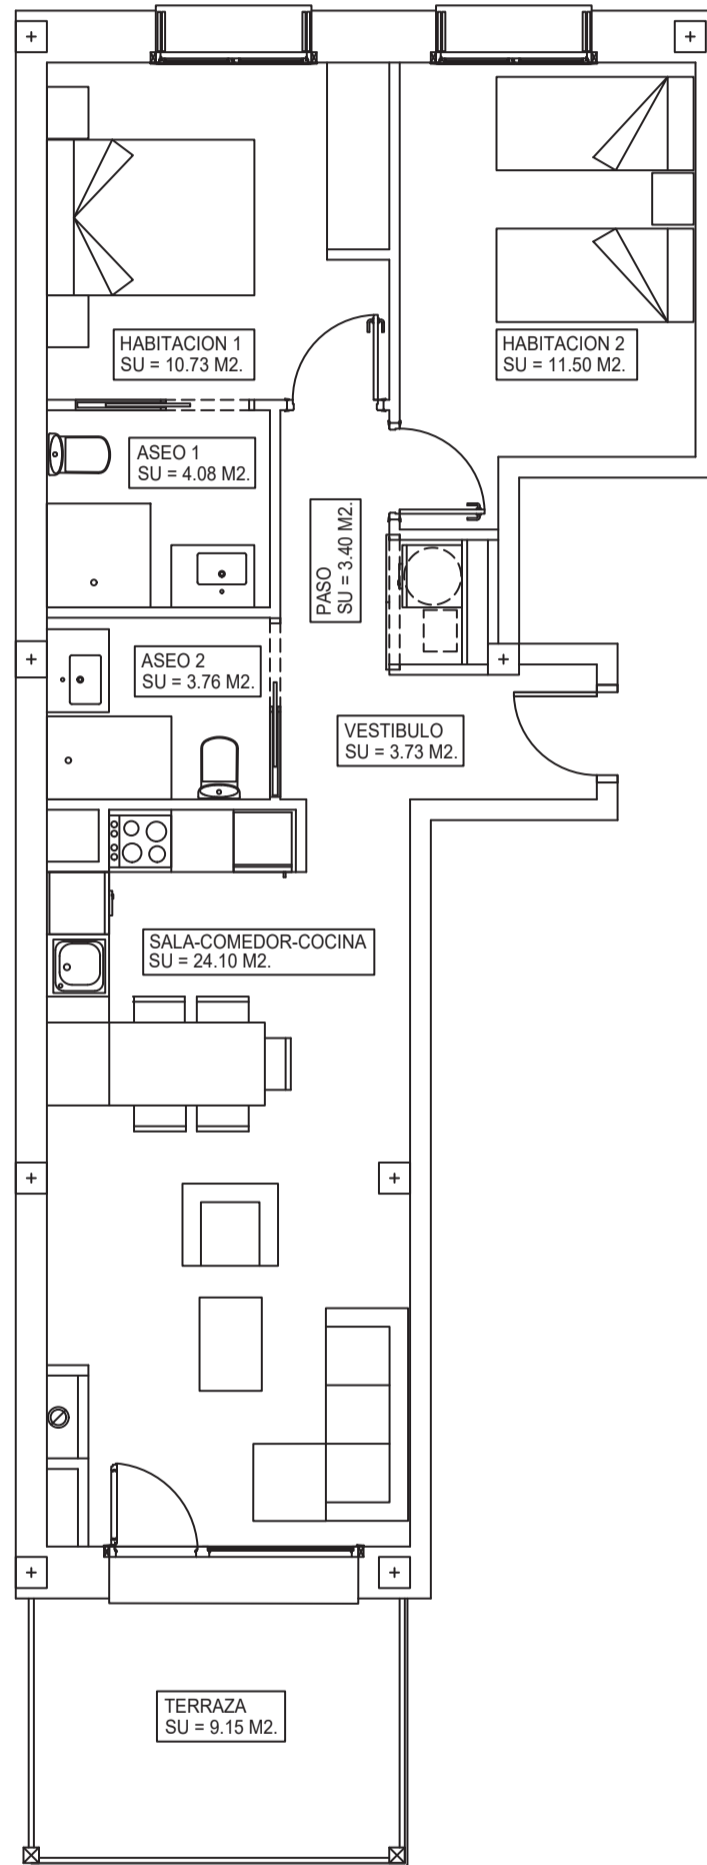 HABITACION 1
SU = 10.73 M2.
HABITACION 2
SU = 11.50 M2.
ASEO 1
SU = 4.08 M2.
PASO
SU = 3.40 M2.
ASEO 2
SU = 3.76 M2.
VESTIBULO
SU = 3.73 M2.
SALA-COMEDOR-COCINA
SU = 24.10 M2.
TERRAZA
SU = 9.15 M2.